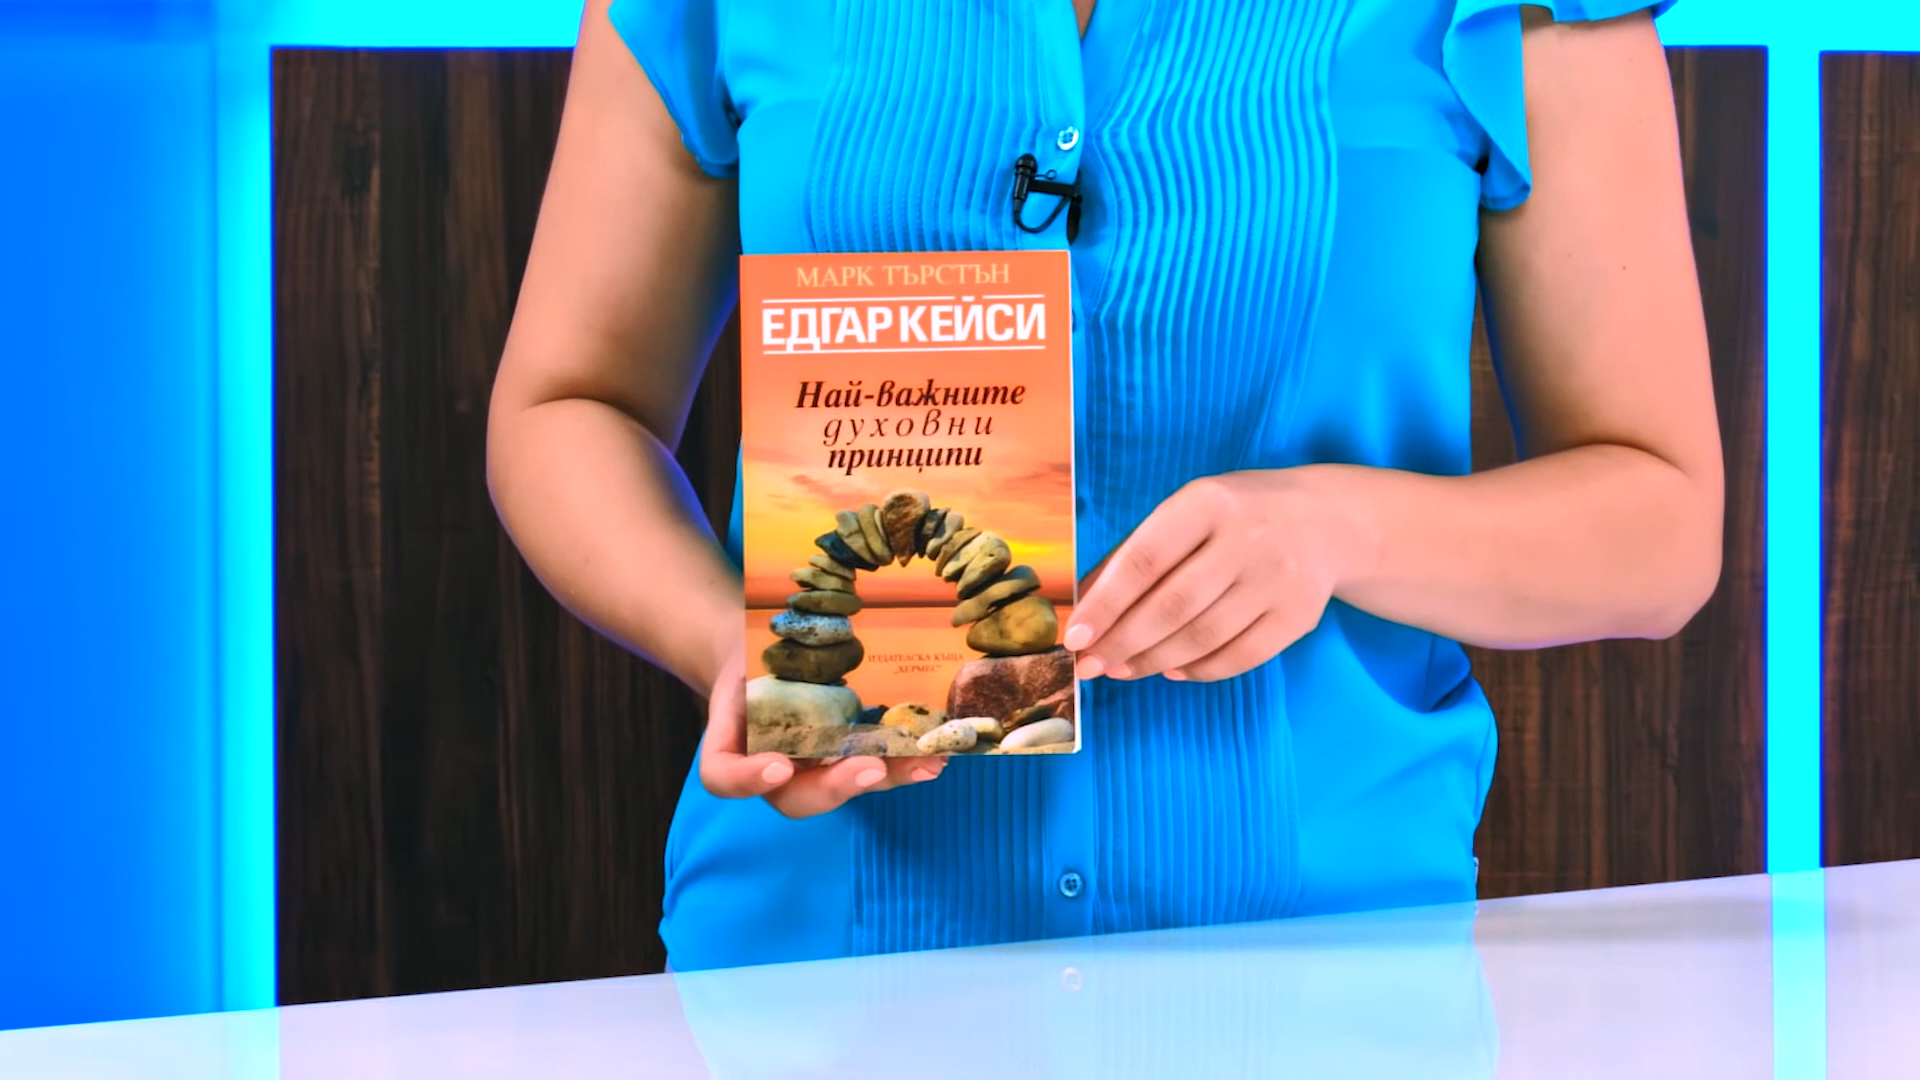 МАРК ТЪРСТЪН
ЕДГАР КЕЙСИ
Най-важните
духовни
принципи
ИЗДАТЕЛСКА КЪЩА
„ХЕРМЕС"